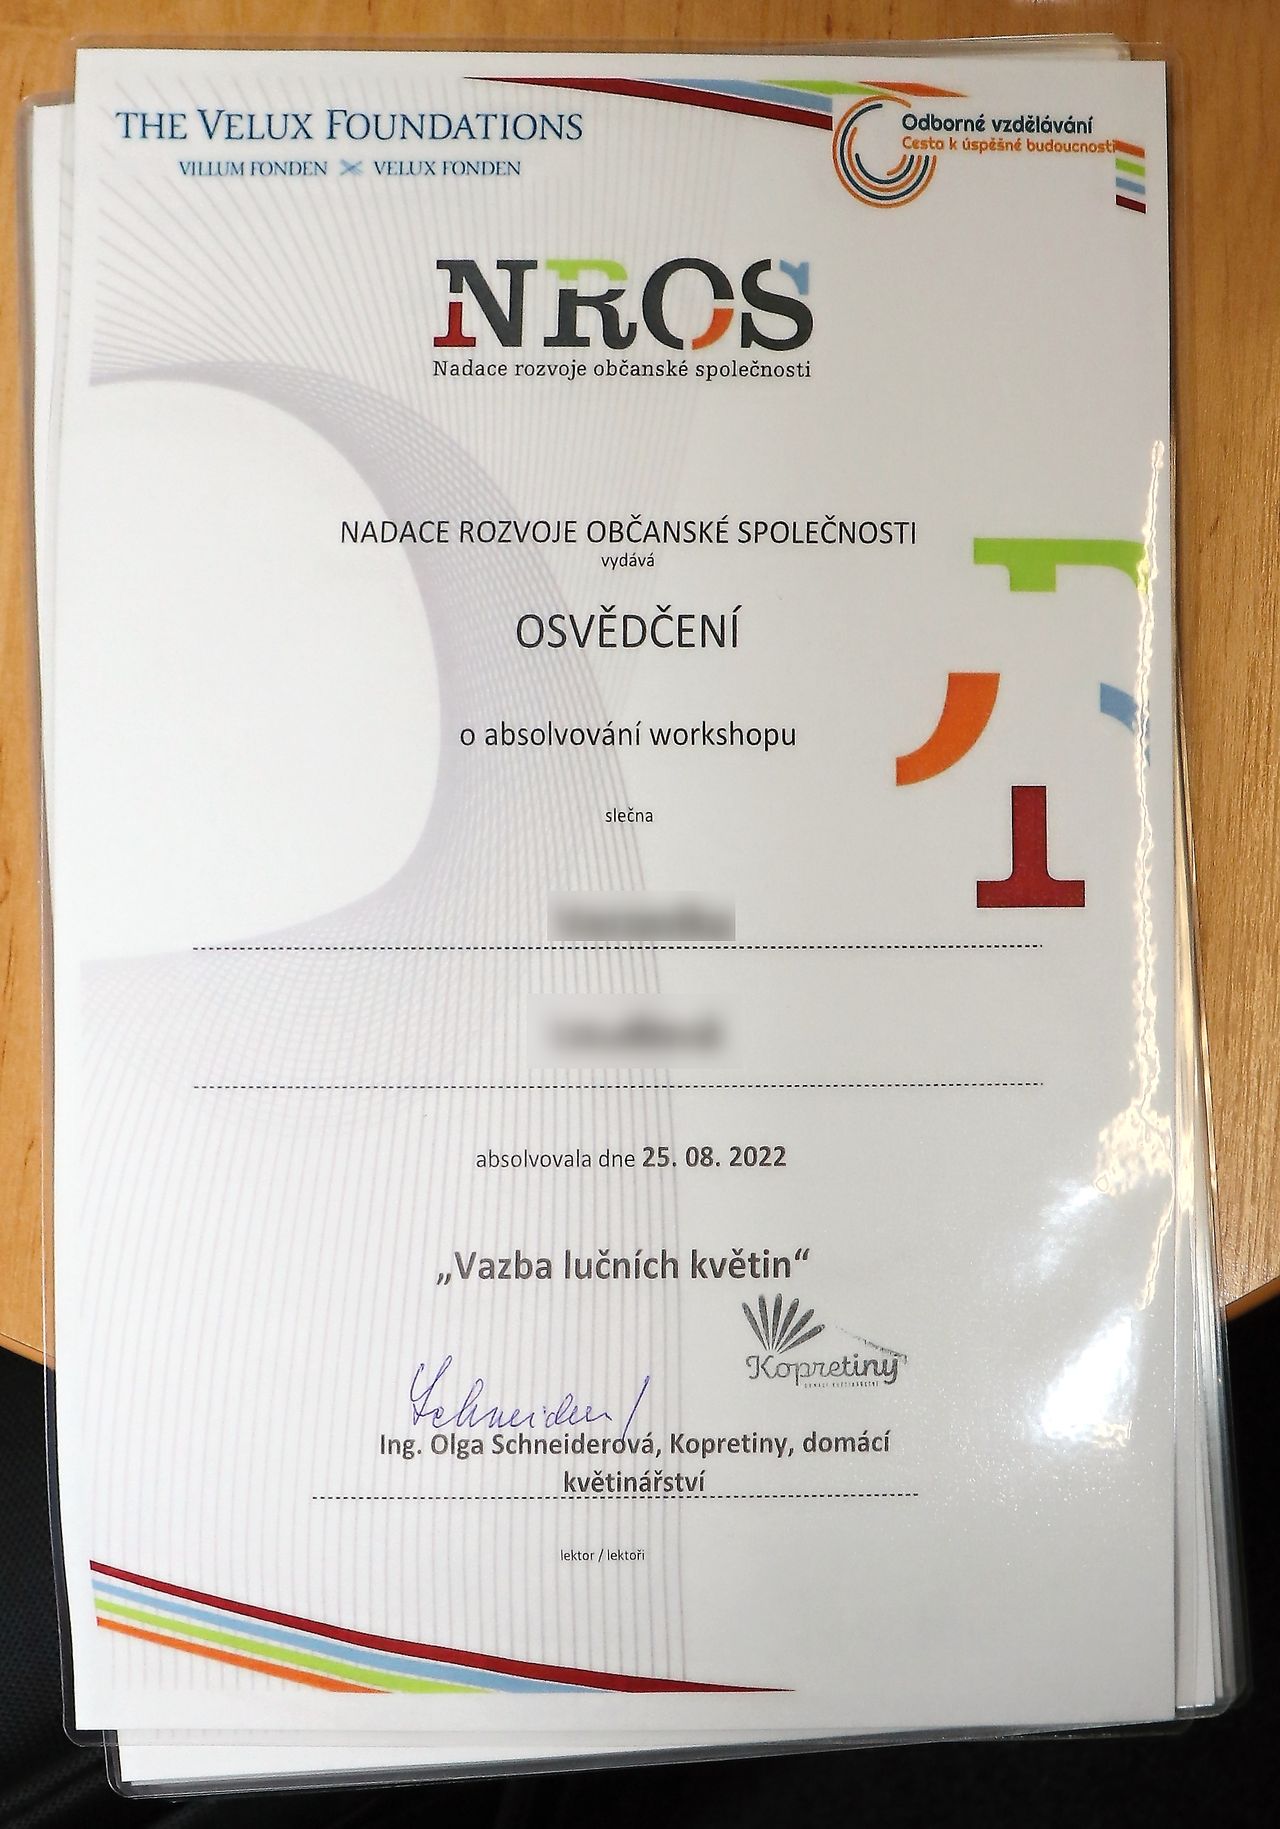 THE VELUX FOUNDATIONS
VILLUM FONDEN VELUX FONDEN
Odborné vzdělávání
Cesta k úspěšné budoucnosti
NROS
Nadace rozvoje občanské společnosti
NADACE ROZVOJE OBČANSKÉ SPOLEČNOSTI
vydává
OSVĚDČENÍ
o absolvování workshopu
slečna
absolvovala dne 25. 08. 2022
„Vazba lučních květin“
Kopretiny
Ing. Olga Schneiderová, Kopretiny, domácí
květinářství
lektor / lektoři